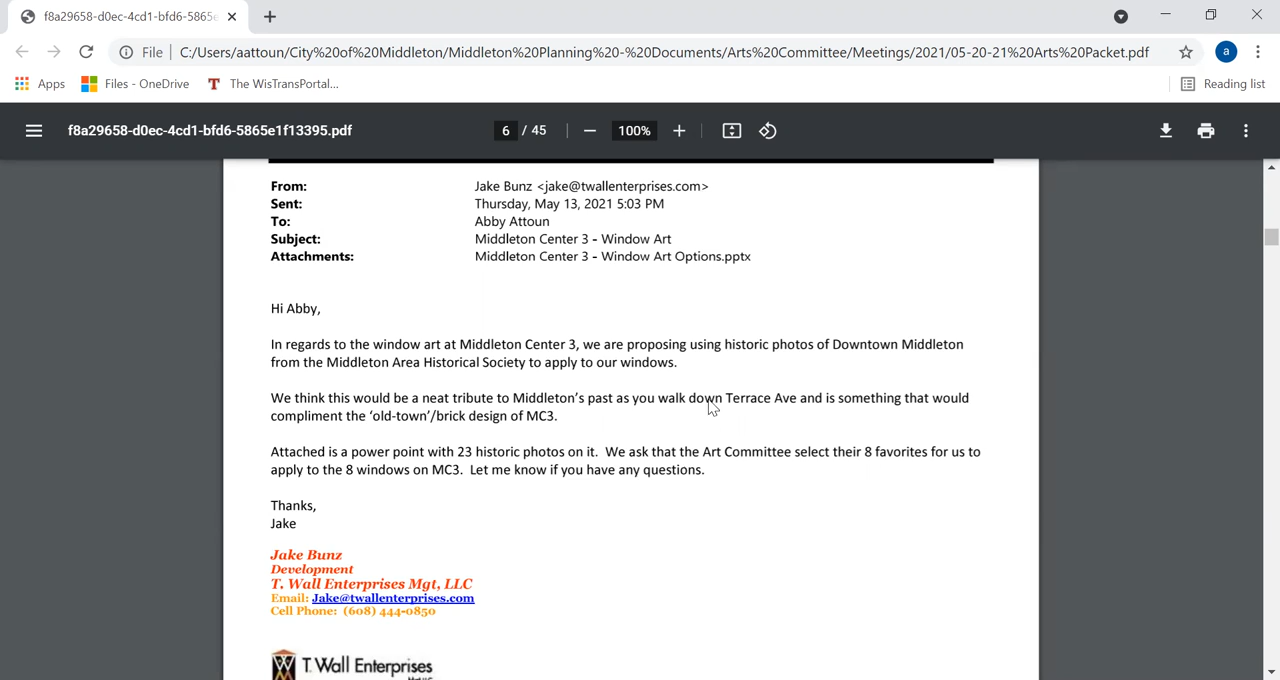 f8a29658-d0ec-4cd1-bfd6-5865e
File C:/Users/aattoun/City%20of%20Middleton/Middleton%20Planning%20-%20Documents/Arts%20Committee/Meetings/2021/05-20-21%20Arts%20Packet.pdf a
Apps Files - OneDrive T The WisTransPortal... Reading list
f8a29658-d0ec-4cd1-bfd6-5865e1f13395.pdf 6 / 45 100%
From: Jake Bunz <jake@twallenterprises.com>
Sent: Thursday, May 13, 2021 5:03 PM
To: Abby Attoun
Subject: Middleton Center 3 - Window Art
Attachments: Middleton Center 3 - Window Art Options.pptx
Hi Abby,
In regards to the window art at Middleton Center 3, we are proposing using historic photos of Downtown Middleton
from the Middleton Area Historical Society to apply to our windows.
We think this would be a neat tribute to Middleton's past as you walk down Terrace Ave and is something that would
compliment the 'old-town'/brick design of MC3.
Attached is a power point with 23 historic photos on it. We ask that the Art Committee select their 8 favorites for us to
apply to the 8 windows on MC3. Let me know if you have any questions.
Thanks,
Jake
Jake Bunz
Development
T. Wall Enterprises Mgt, LLC
Email: Jake@twallenterprises.com
Cell Phone: (608) 444-0850
T. Wall Enterprises